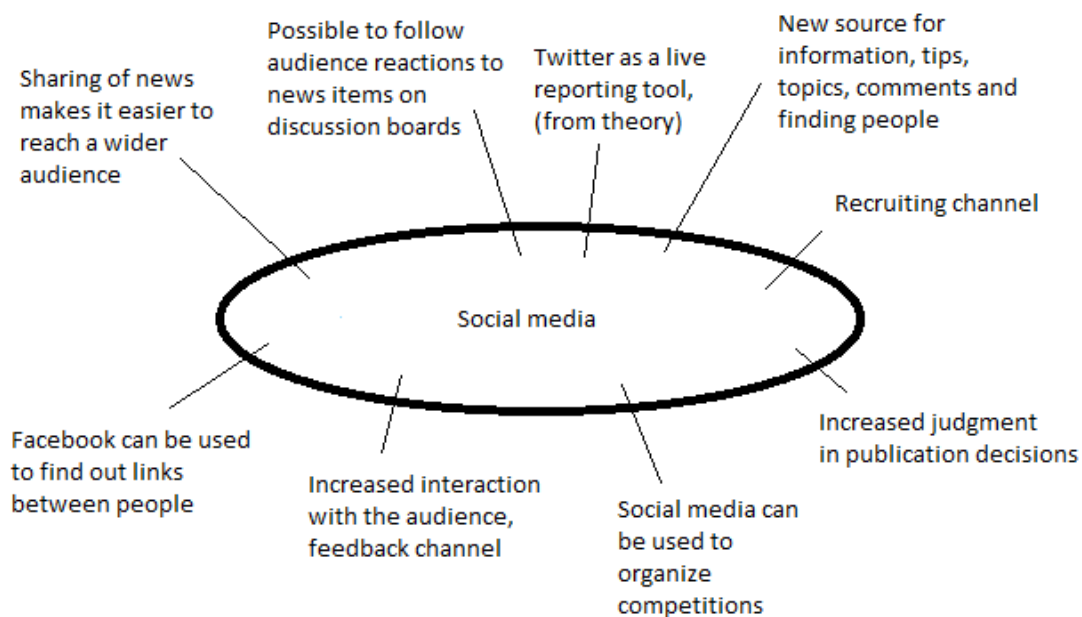 Sharing of news
makes it easier to
reach a wider
audience
Possible to follow
audience reactions to
news items on
discussion boards
Twitter as a live
reporting tool,
(from theory)
New source for
information, tips,
topics, comments and
finding people
Recruiting channel
Social media
Facebook can be used
to find out links
between people
Increased interaction
with the audience,
feedback channel
Social media can
be used to
organize
competitions
Increased judgment
in publication decisions